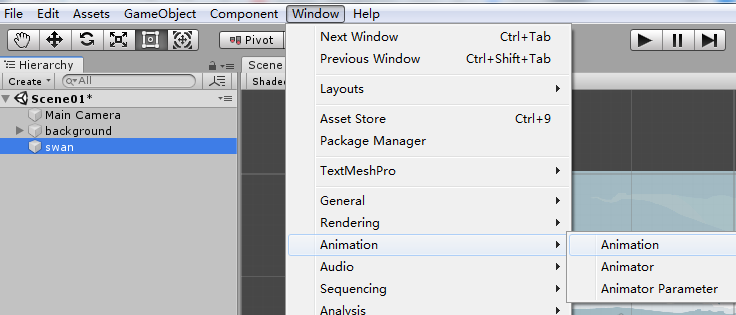 File Edit Assets GameObject Component Window Help
Pivot
Hierarchy
Create All
Scene01*
Main Camera
background
swan
Scene
Shaded
Next Window Ctrl+Tab
Previous Window Ctrl+Shift+Tab
Layouts
Asset Store Ctrl+9
Package Manager
TextMeshPro
General
Rendering
Animation
Audio
Sequencing
Analysis
Animation
Animator
Animator Parameter